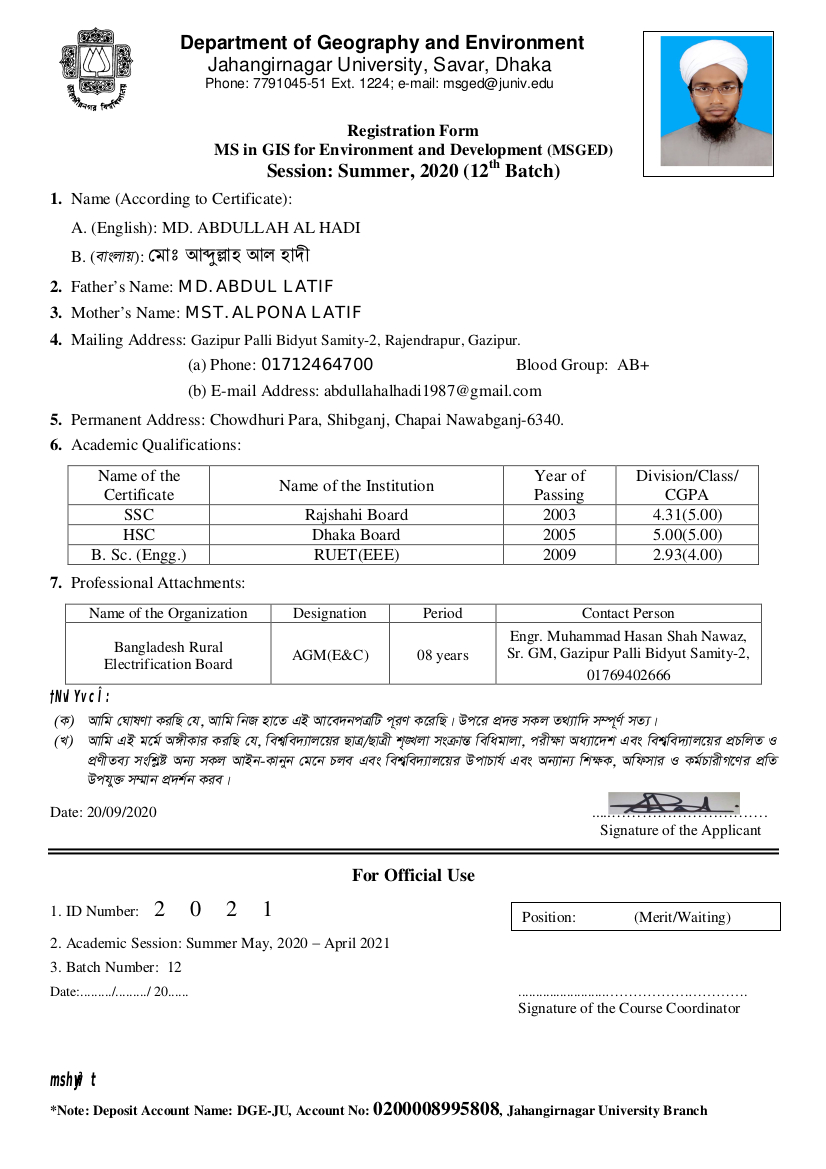 জাহাঙ্গীরনগর বিশ্ববিদ্যালয়
Department of Geography and Environment
Jahangirnagar University, Savar, Dhaka
Phone: 7791045-51 Ext. 1224; e-mail: msged@juniv.edu
Registration Form
MS in GIS for Environment and Development (MSGED)
Session: Summer, 2020 (12th Batch)
1. Name (According to Certificate):
A. (English): MD. ABDULLAH AL HADI
B. (বাংলায়): মোঃ আব্দুল্লাহ আল হাদী
2. Father's Name: MD. ABDUL LATIF
3. Mother's Name: MST. ALPONA LATIF
4. Mailing Address: Gazipur Palli Bidyut Samity-2, Rajendrapur, Gazipur.
(a) Phone: 01712464700 Blood Group: AB+
(b) E-mail Address: abdullahalhadi1987@gmail.com
5. Permanent Address: Chowdhuri Para, Shibganj, Chapai Nawabganj-6340.
6. Academic Qualifications:
Name of the Certificate Name of the Institution Year of Passing Division/Class/ CGPA
SSC Rajshahi Board 2003 4.31(5.00)
HSC Dhaka Board 2005 5.00(5.00)
B. Sc. (Engg.) RUET(EEE) 2009 2.93(4.00)
7. Professional Attachments:
Name of the Organization Designation Period Contact Person
Bangladesh Rural Electrification Board AGM(E&C) 08 years Engr. Muhammad Hasan Shah Nawaz, Sr. GM, Gazipur Palli Bidyut Samity-2, 01769402666
(ক) আমি ঘোষণা করছি যে, আমি নিজ হাতে এই আবেদনপত্রটি পূরণ করেছি। উপরে প্রদত্ত সকল তথ্যাদি সম্পূর্ণ সত্য।
(খ) আমি এই মর্মে অঙ্গীকার করছি যে, বিশ্ববিদ্যালয়ের ছাত্র/ছাত্রী শৃঙ্খলা সংক্রান্ত বিধিমালা, পরীক্ষা অধ্যাদেশ এবং বিশ্ববিদ্যালয়ের প্রচলিত ও
প্রণীতব্য সংশ্লিষ্ট অন্য সকল আইন-কানুন মেনে চলব এবং বিশ্ববিদ্যালয়ের উপাচার্য এবং অন্যান্য শিক্ষক, অফিসার ও কর্মচারীগণের প্রতি
উপযুক্ত সম্মান প্রদর্শন করব।
Date: 20/09/2020
Signature of the Applicant
For Official Use
1. ID Number: 2 0 2 1
Position: (Merit/Waiting)
2. Academic Session: Summer May, 2020 – April 2021
3. Batch Number: 12
Date:........./........./ 20......
Signature of the Course Coordinator
*Note: Deposit Account Name: DGE-JU, Account No: 0200008995808, Jahangirnagar University Branch